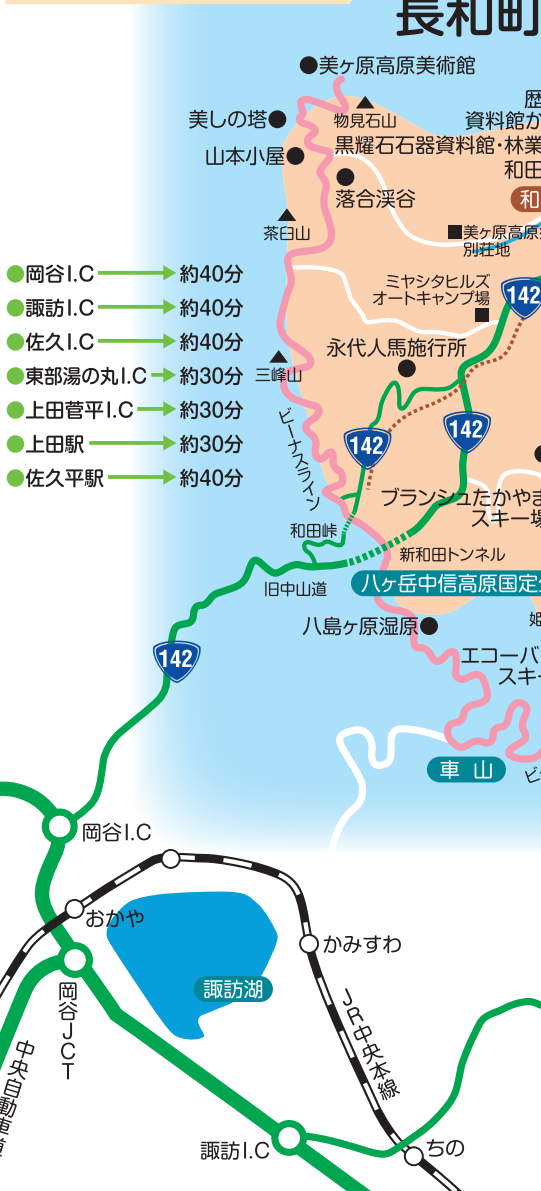 長和町
美ヶ原高原美術館
美しの塔
物見石山
歴
資料館か
山本小屋
黒耀石石器資料館・林業
和田
落合渓谷
和
茶臼山
美ヶ原高原
別荘地
岡谷I.C 約40分
ミヤシタヒルズ
オートキャンプ場
142
諏訪I.C 約40分
佐久I.C 約40分
永代人馬施行所
東部湯の丸I.C 約30分
三峰山
上田菅平I.C 約30分
142
142
上田駅 約30分
佐久平駅 約40分
ビーナスライン
ブランシュたかやま
スキー場
和田峠
新和田トンネル
旧中山道
八ヶ岳中信高原国定
八島ヶ原湿原
姫
142
エコーバ
スキー
車山
ビ
岡谷I.C
おかや
かみすわ
諏訪湖
岡谷JCT
JR中央本線
中央自動車道
諏訪I.C
ちの